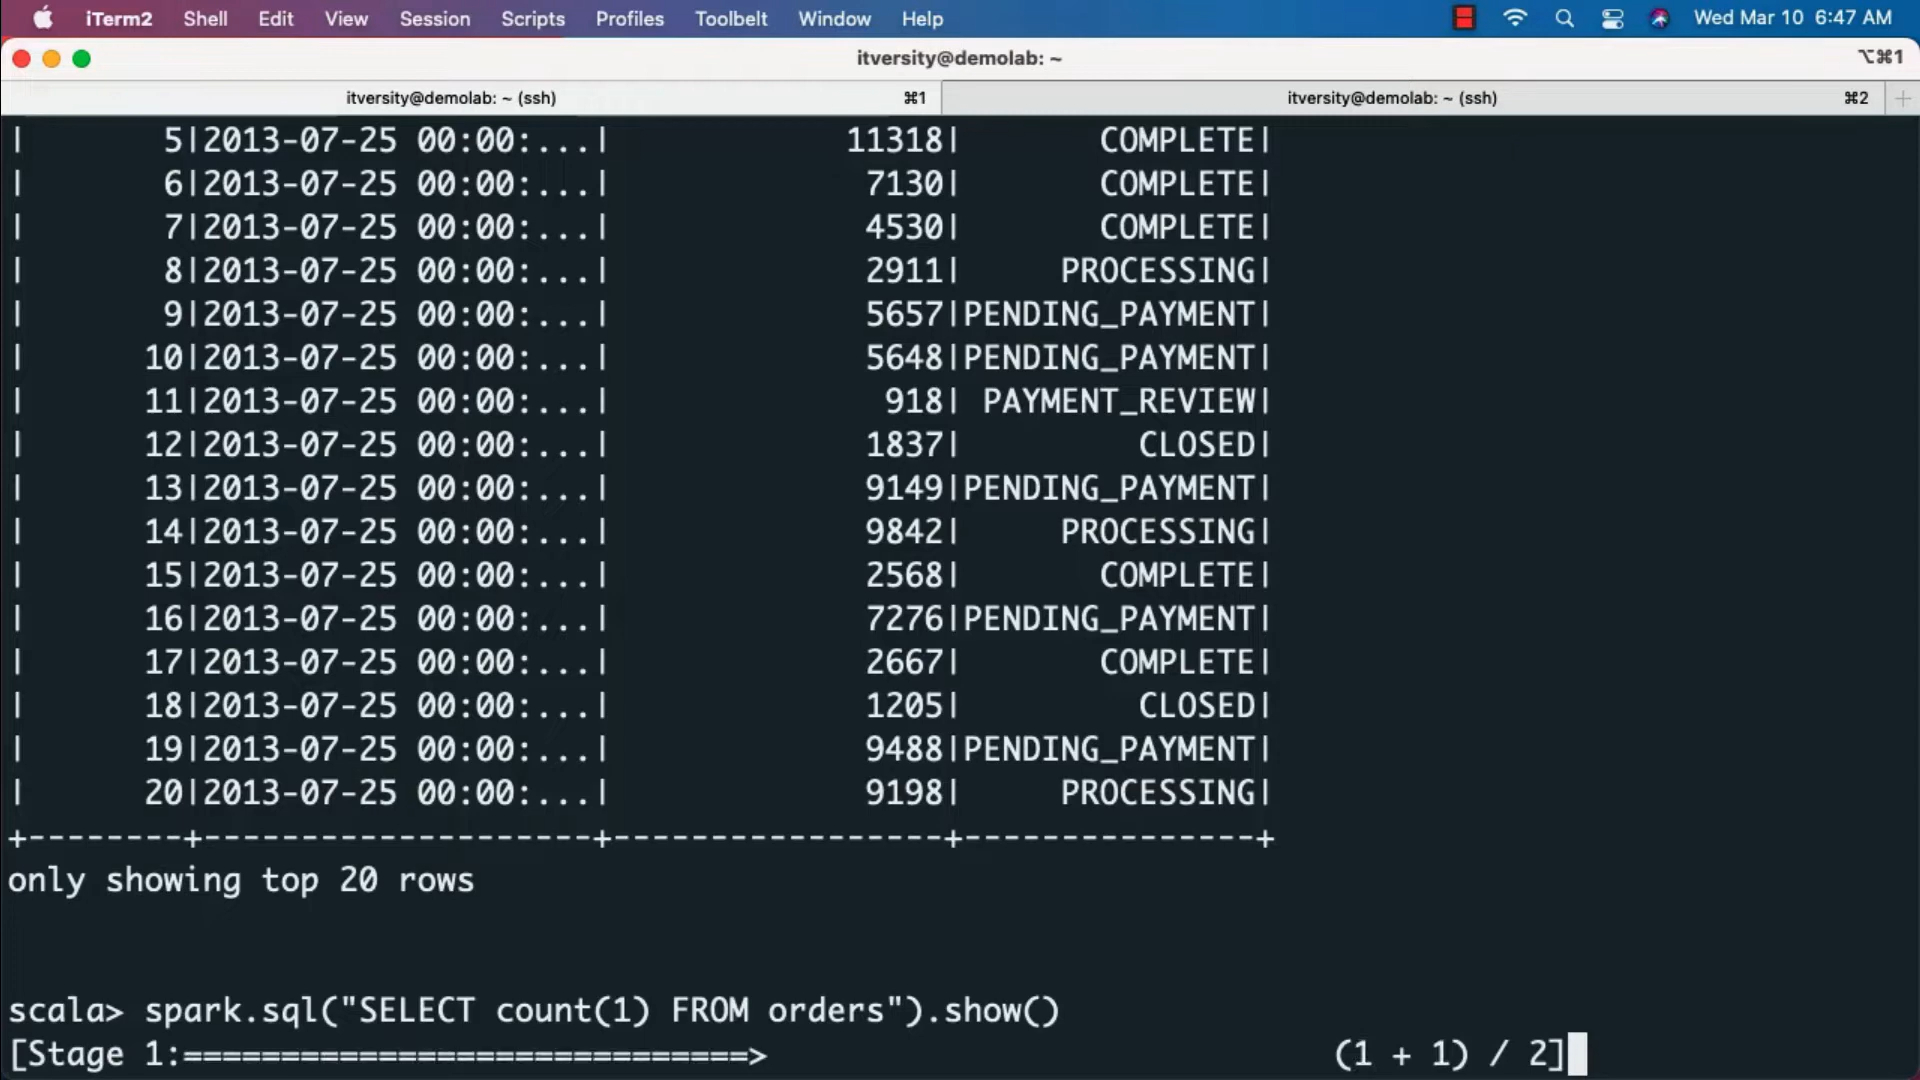 iTerm2 Shell Edit View Session Scripts Profiles Toolbelt Window Help Wed Mar 10 6:47 AM
itversity@demolab: ~ ⌥⌘1
itversity@demolab: ~ (ssh) ⌘1 itversity@demolab: ~ (ssh) ⌘2 +
|       5|2013-07-25 00:00:...|            11318|       COMPLETE|
|       6|2013-07-25 00:00:...|             7130|       COMPLETE|
|       7|2013-07-25 00:00:...|             4530|       COMPLETE|
|       8|2013-07-25 00:00:...|             2911|     PROCESSING|
|       9|2013-07-25 00:00:...|             5657|PENDING_PAYMENT|
|      10|2013-07-25 00:00:...|             5648|PENDING_PAYMENT|
|      11|2013-07-25 00:00:...|              918| PAYMENT_REVIEW|
|      12|2013-07-25 00:00:...|             1837|         CLOSED|
|      13|2013-07-25 00:00:...|             9149|PENDING_PAYMENT|
|      14|2013-07-25 00:00:...|             9842|     PROCESSING|
|      15|2013-07-25 00:00:...|             2568|       COMPLETE|
|      16|2013-07-25 00:00:...|             7276|PENDING_PAYMENT|
|      17|2013-07-25 00:00:...|             2667|       COMPLETE|
|      18|2013-07-25 00:00:...|             1205|         CLOSED|
|      19|2013-07-25 00:00:...|             9488|PENDING_PAYMENT|
|      20|2013-07-25 00:00:...|             9198|     PROCESSING|
+--------+--------------------+-----------------+---------------+
only showing top 20 rows
scala> spark.sql("SELECT count(1) FROM orders").show()
[Stage 1:=============================>                             (1 + 1) / 2]